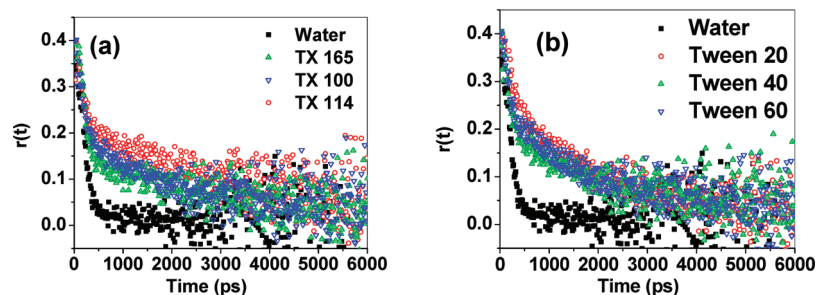 (a)
Water
TX 165
TX 100
TX 114
r(t)
0.4
0.3
0.2
0.1
0.0
0 1000 2000 3000 4000 5000 6000
Time (ps)
(b)
Water
Tween 20
Tween 40
Tween 60
r(t)
0.4
0.3
0.2
0.1
0.0
0 1000 2000 3000 4000 5000 6000
Time (ps)